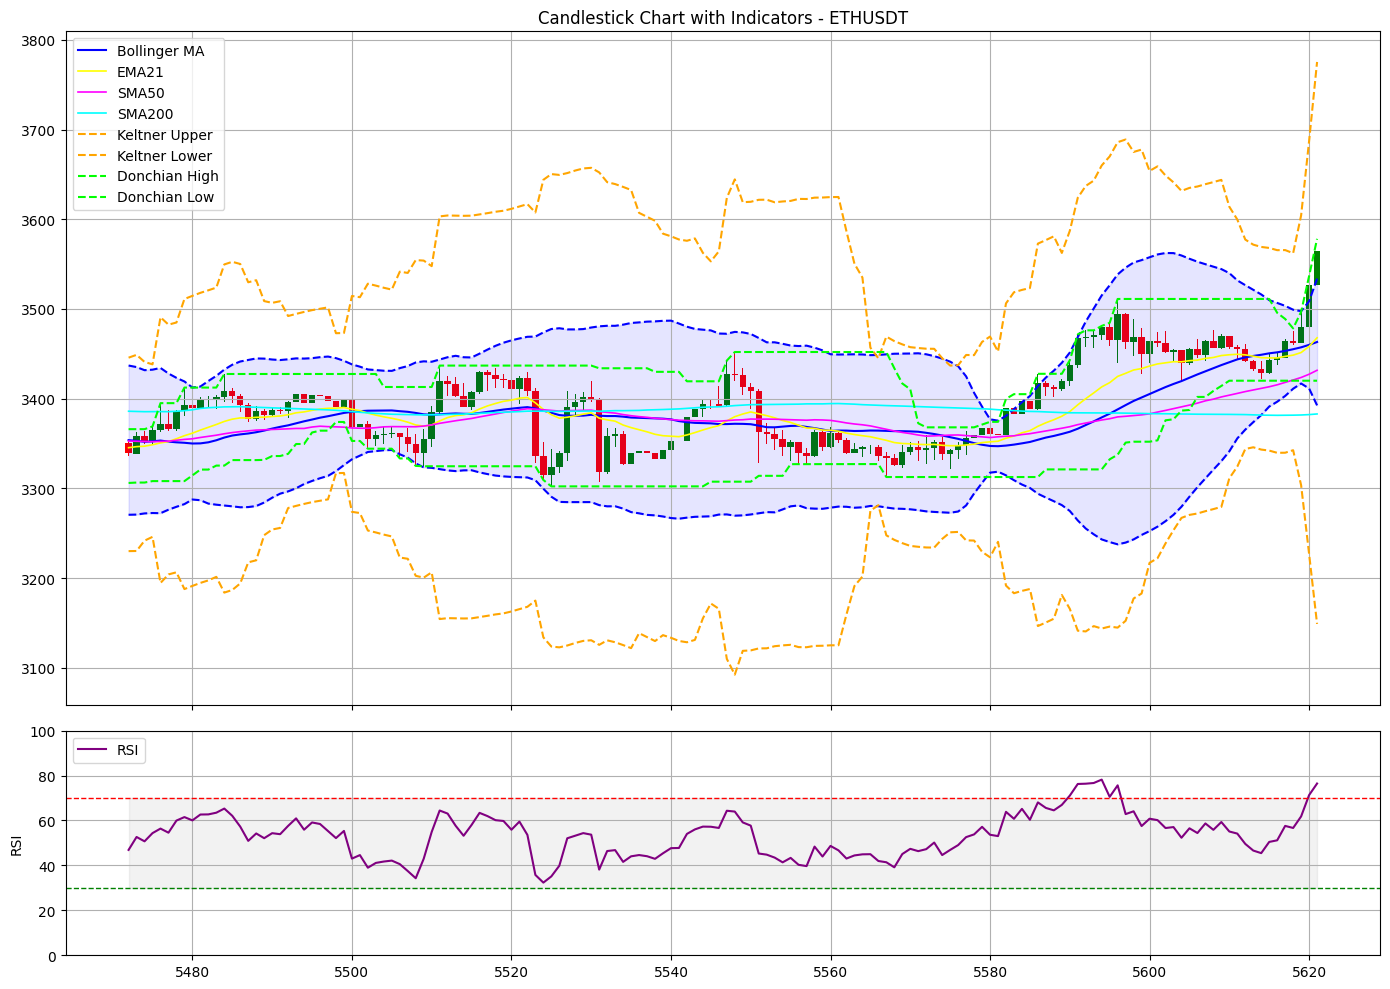 Candlestick Chart with Indicators - ETHUSDT
3800
3700
3600
3500
3400
3300
3200
3100
Bollinger MA
EMA21
SMA50
SMA200
Keltner Upper
Keltner Lower
Donchian High
Donchian Low
100
80
60
40
20
0
RSI
RSI
5480 5500 5520 5540 5560 5580 5600 5620